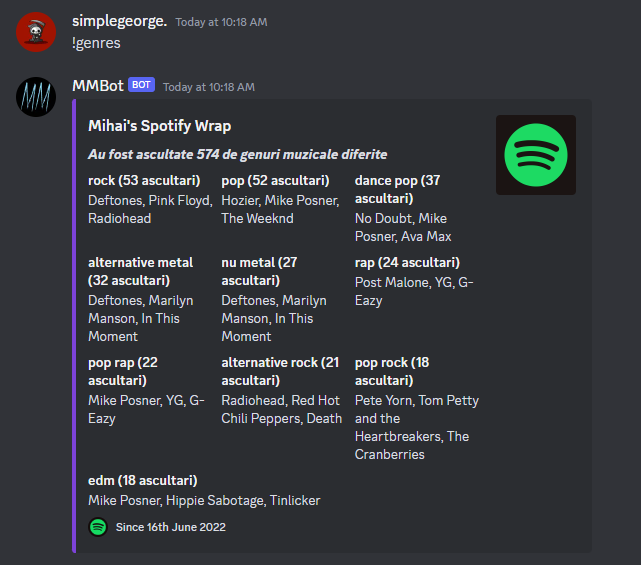 simplegeorge. Today at 10:18 AM
!genres
MMBot BOT Today at 10:18 AM
Mihai's Spotify Wrap
Au fost ascultate 574 de genuri muzicale diferite
rock (53 ascultari)
Deftones, Pink Floyd,
Radiohead
pop (52 ascultari)
Hozier, Mike Posner,
The Weeknd
dance pop (37
ascultari)
No Doubt, Mike
Posner, Ava Max
alternative metal
(32 ascultari)
Deftones, Marilyn
Manson, In This
Moment
nu metal (27
ascultari)
Deftones, Marilyn
Manson, In This
Moment
rap (24 ascultari)
Post Malone, YG, G-
Eazy
pop rap (22
ascultari)
Mike Posner, YG, G-
Eazy
alternative rock (21
ascultari)
Radiohead, Red Hot
Chili Peppers, Death
pop rock (18
ascultari)
Pete Yorn, Tom Petty
and the
Heartbreakers, The
Cranberries
edm (18 ascultari)
Mike Posner, Hippie Sabotage, Tinlicker
Since 16th June 2022